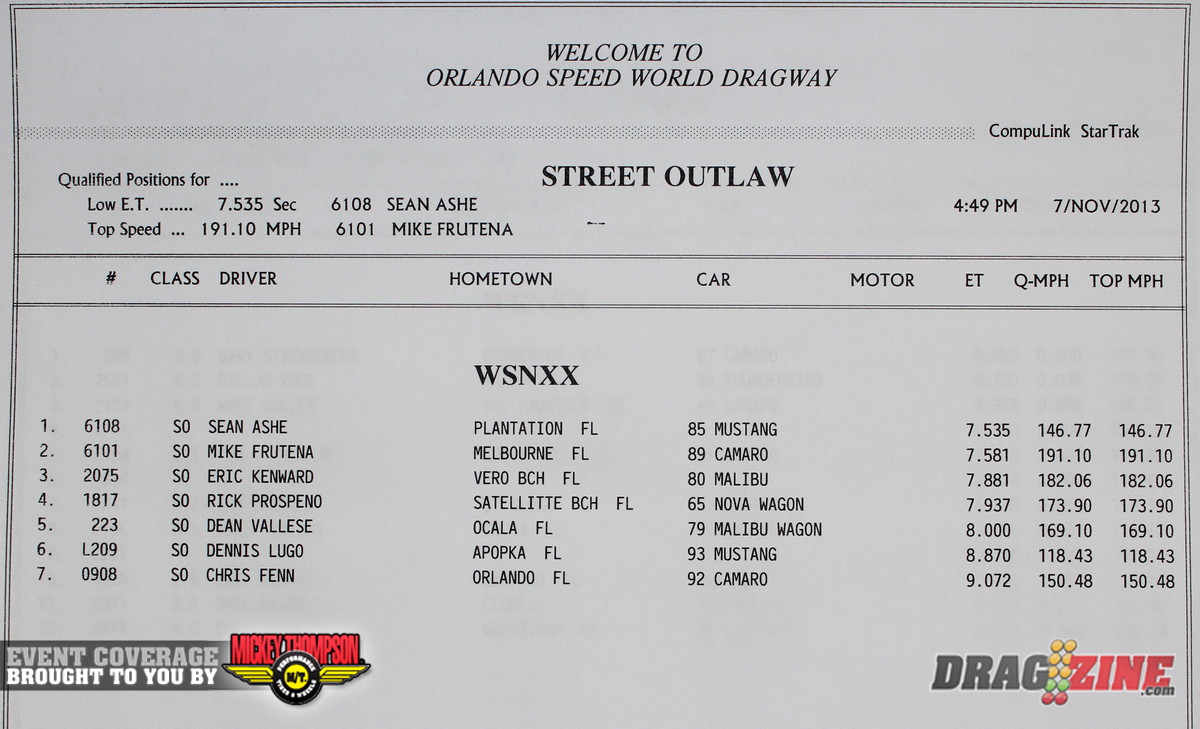 WELCOME TO
ORLANDO SPEED WORLD DRAGWAY
CompuLink StarTrak
Qualified Positions for ....
STREET OUTLAW
Low E.T. ....... 7.535 Sec 6108 SEAN ASHE
4:49 PM 7/NOV/2013
Top Speed ... 191.10 MPH 6101 MIKE FRUTENA
# CLASS DRIVER HOMETOWN CAR MOTOR ET Q-MPH TOP MPH
WSNXX
1. 6108 SO SEAN ASHE PLANTATION FL 85 MUSTANG 7.535 146.77 146.77
2. 6101 SO MIKE FRUTENA MELBOURNE FL 89 CAMARO 7.581 191.10 191.10
3. 2075 SO ERIC KENWARD VERO BCH FL 80 MALIBU 7.881 182.06 182.06
4. 1817 SO RICK PROSPENO SATELLITTE BCH FL 65 NOVA WAGON 7.937 173.90 173.90
5. 223 SO DEAN VALLESE OCALA FL 79 MALIBU WAGON 8.000 169.10 169.10
6. L209 SO DENNIS LUGO APOPKA FL 93 MUSTANG 8.870 118.43 118.43
7. 0908 SO CHRIS FENN ORLANDO FL 92 CAMARO 9.072 150.48 150.48
EVENT COVERAGE
BROUGHT TO YOU BY
MICKEY THOMPSON
PERFORMANCE
M/T
TIRES & WHEELS
DRAGZINE
.com